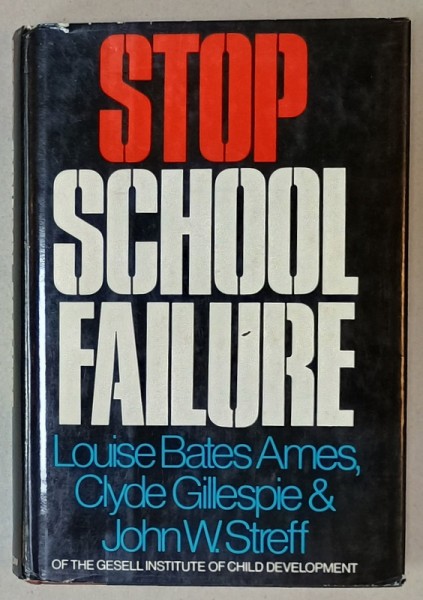 STOP
SCHOOL
FAILURE
Louise Bates Ames,
Clyde Gillespie &
John W. Streff
OF THE GESELL INSTITUTE OF CHILD DEVELOPMENT